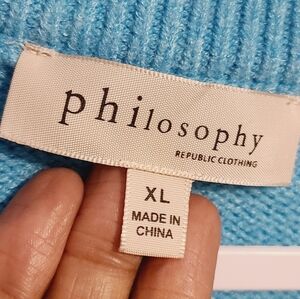 philosophy
REPUBLIC CLOTHING
XL
MADE IN
CHINA